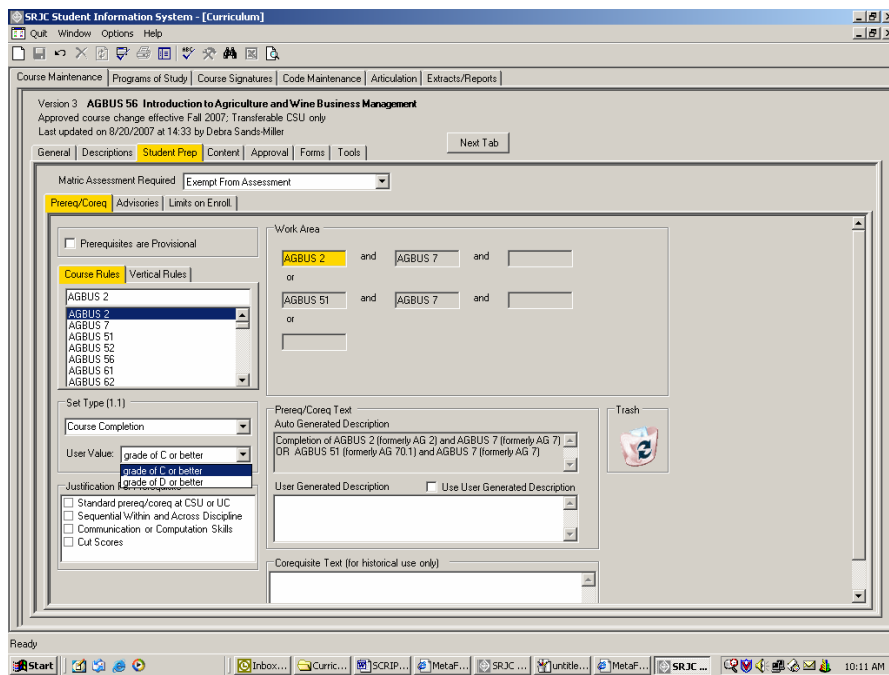 SRJC Student Information System - [Curriculum]
Quit Window Options Help
Course Maintenance Programs of Study Course Signatures Code Maintenance Articulation Extracts/Reports
Version 3 AGBUS 56 Introduction to Agriculture and Wine Business Management
Approved course change effective Fall 2007; Transferable CSU only
Last updated on 8/20/2007 at 14:33 by Debra Sands-Miller
Next Tab
General Descriptions Student Prep Content Approval Forms Tools
Matric Assessment Required Exempt From Assessment
Prereq/Coreq Advisories Limits on Enroll.
Prerequisites are Provisional
Course Rules Vertical Rules
AGBUS 2
AGBUS 2
AGBUS 7
AGBUS 51
AGBUS 52
AGBUS 56
AGBUS 61
AGBUS 62
Work Area
AGBUS 2 and AGBUS 7 and
or
AGBUS 51 and AGBUS 7 and
or
Set Type (1.1)
Course Completion
User Value: grade of C or better
grade of C or better
grade of D or better
Justification
Standard prereq/coreq at CSU or UC
Sequential Within and Across Discipline
Communication or Computation Skills
Cut Scores
Prereq/Coreq Text
Auto Generated Description
Completion of AGBUS 2 (formerly AG 2) and AGBUS 7 (formerly AG 7)
OR AGBUS 51 (formerly AG 70.1) and AGBUS 7 (formerly AG 7)
User Generated Description Use User Generated Description
Corequisite Text (for historical use only)
Trash
Ready
Start Inbox... Curric... SCRIP... MetaF... SRJC ... untitle... MetaF... SRJC ... 10:11 AM